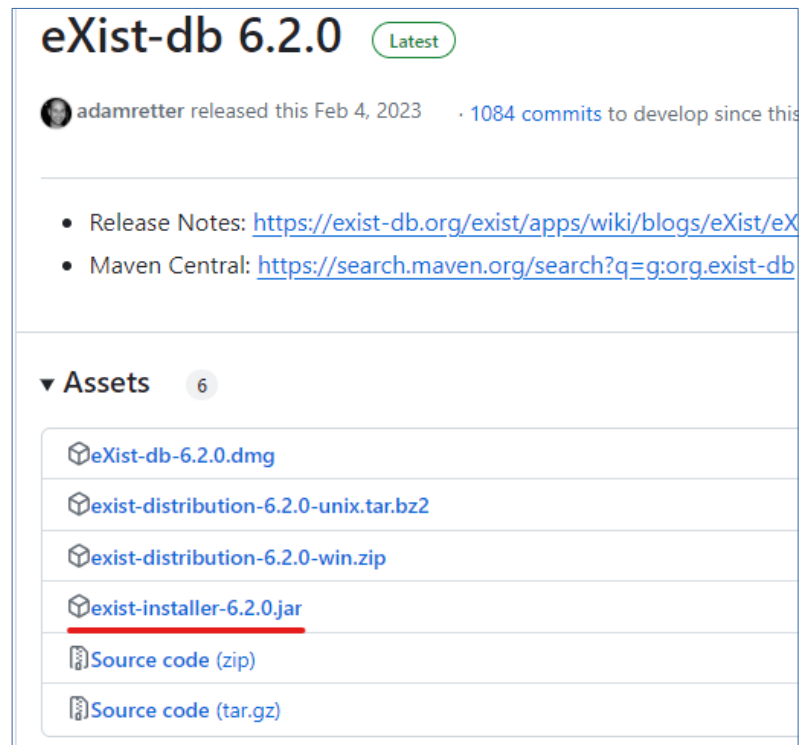 eXist-db 6.2.0 Latest
adamretter released this Feb 4, 2023 · 1084 commits to develop since this
• Release Notes: https://exist-db.org/exist/apps/wiki/blogs/eXist/eX
• Maven Central: https://search.maven.org/search?q=g:org.exist-db
▾ Assets 6
eXist-db-6.2.0.dmg
exist-distribution-6.2.0-unix.tar.bz2
exist-distribution-6.2.0-win.zip
exist-installer-6.2.0.jar
Source code (zip)
Source code (tar.gz)